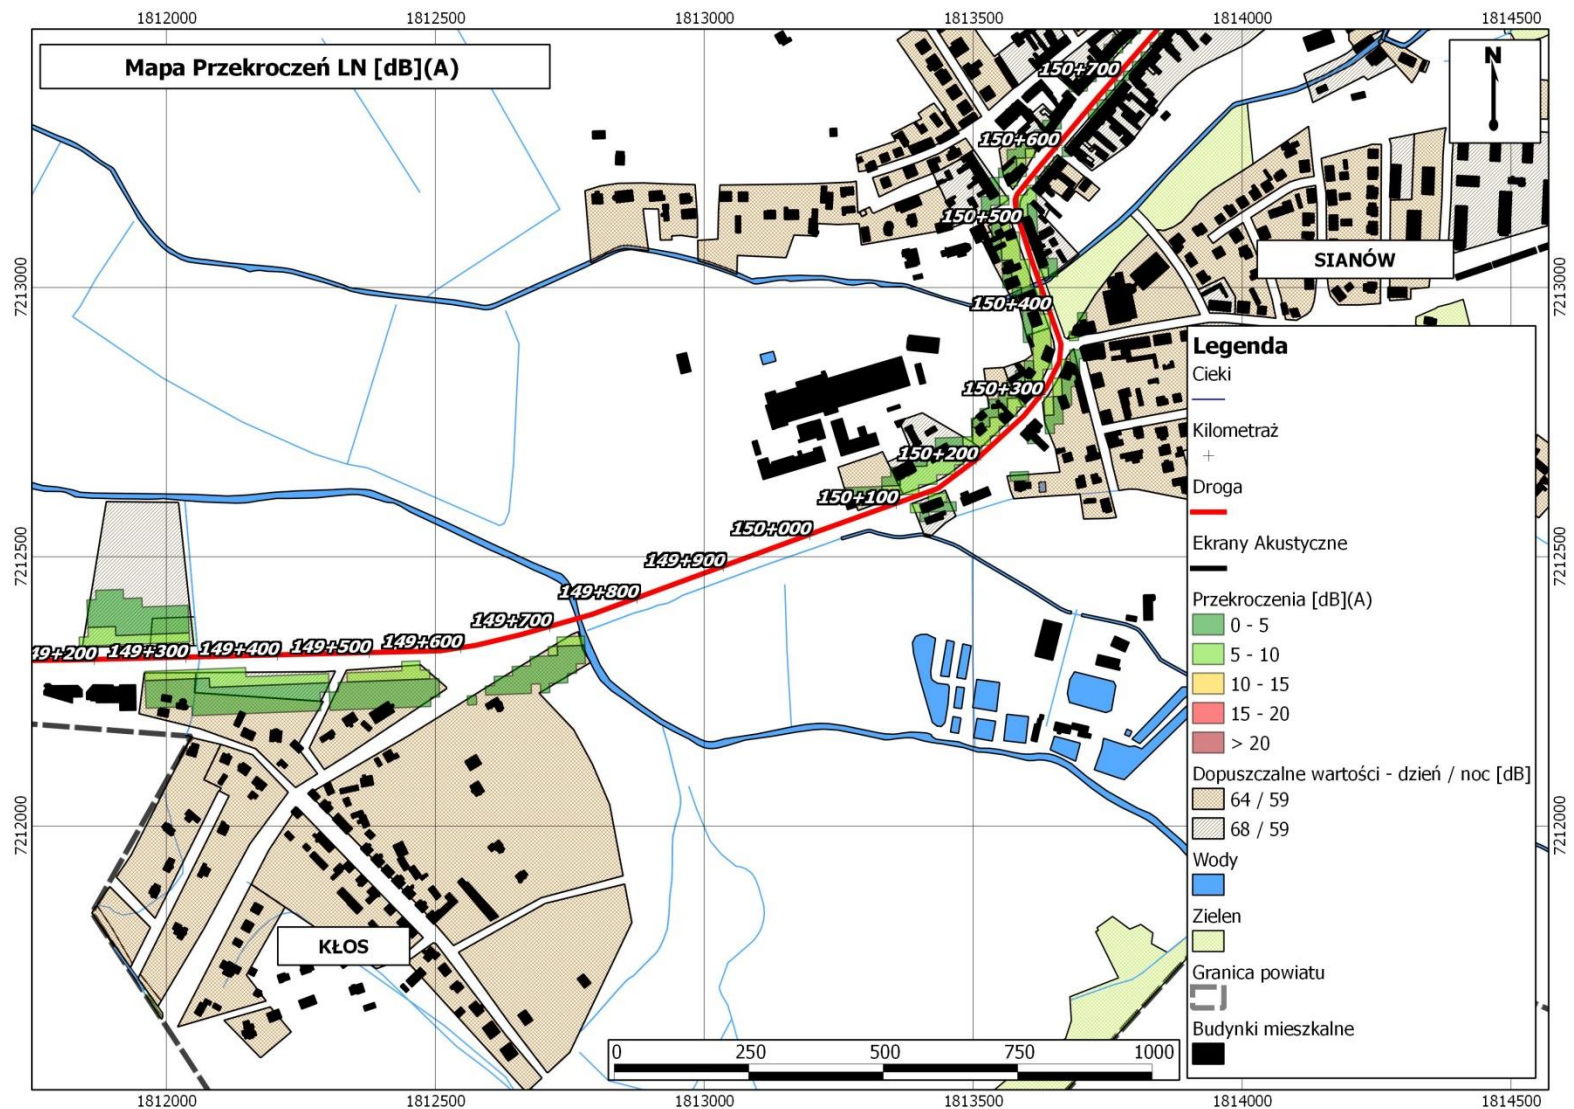 1812000 1812500 1813000 1813500 1814000 1814500
Mapa Przekroczeń LN [dB](A)
N
150+700
150+600
150+500
SIANÓW
7213000 7213000
150+400
Legenda
Cieki
150+300
Kilometraż
150+200
Droga
150+100
150+000
Ekrany Akustyczne
7212500 7212500
149+900
149+800
Przekroczenia [dB](A)
149+700
0 - 5
149+600
149+500
149+400
149+300
49+200
5 - 10
10 - 15
15 - 20
> 20
Dopuszczalne wartości - dzień / noc [dB]
64 / 59
68 / 59
7212000 7212000
Wody
Zielen
KŁOS
Granica powiatu
Budynki mieszkalne
0 250 500 750 1000
1812000 1812500 1813000 1813500 1814000 1814500